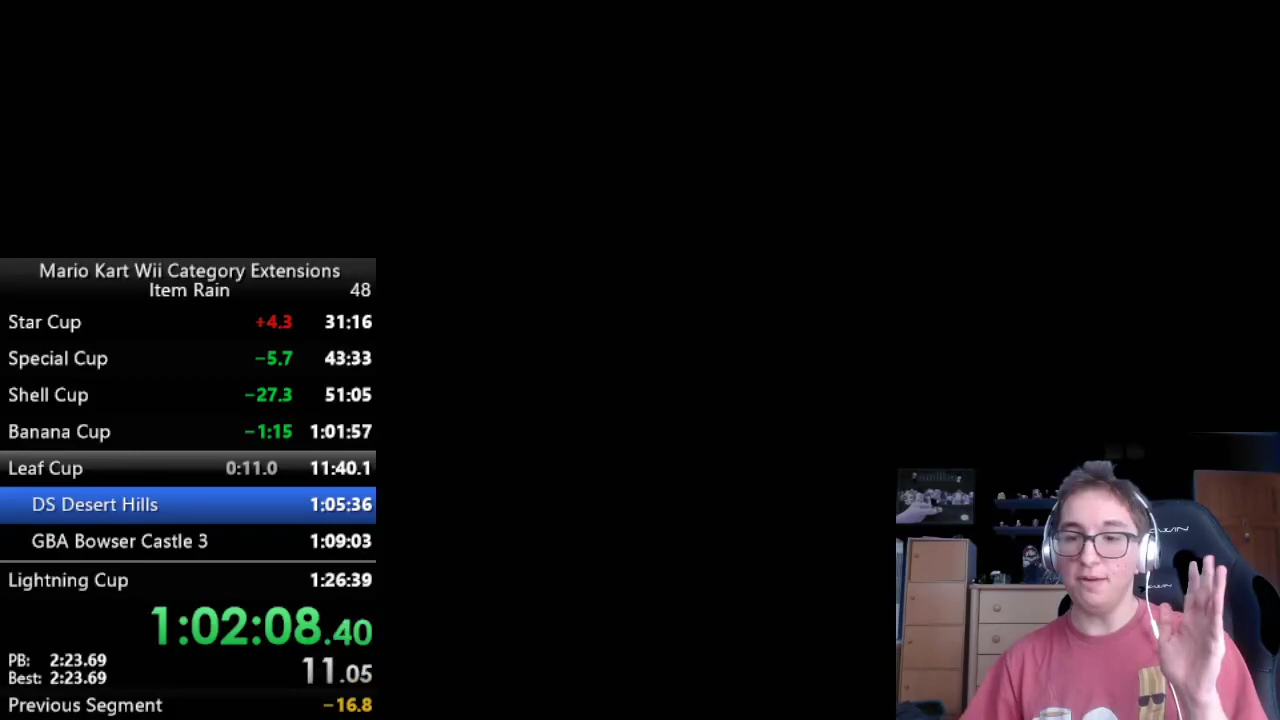 Mario Kart Wii Category Extensions
Item Rain 48
Star Cup +4.3 31:16
Special Cup −5.7 43:33
Shell Cup −27.3 51:05
Banana Cup −1:15 1:01:57
Leaf Cup 0:11.0 11:40.1
DS Desert Hills 1:05:36
GBA Bowser Castle 3 1:09:03
Lightning Cup 1:26:39
1:02:08.40
PB: 2:23.69 11.05
Best: 2:23.69
Previous Segment −16.8